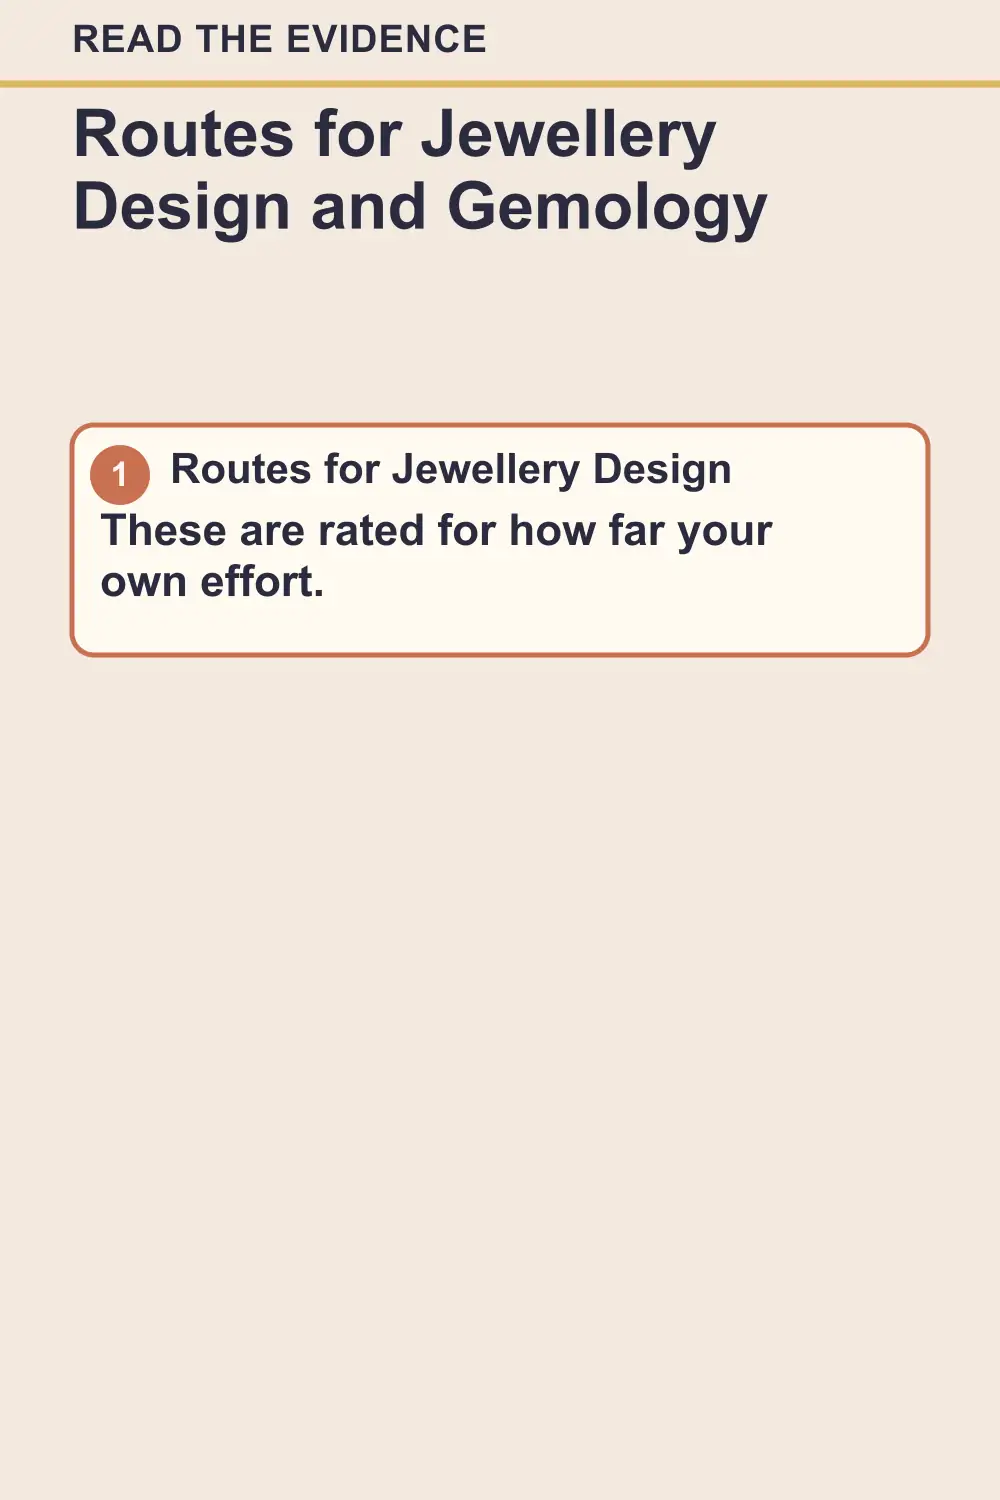 READ THE EVIDENCE
Routes for Jewellery
Design and Gemology
1 Routes for Jewellery Design
These are rated for how far your
own effort.